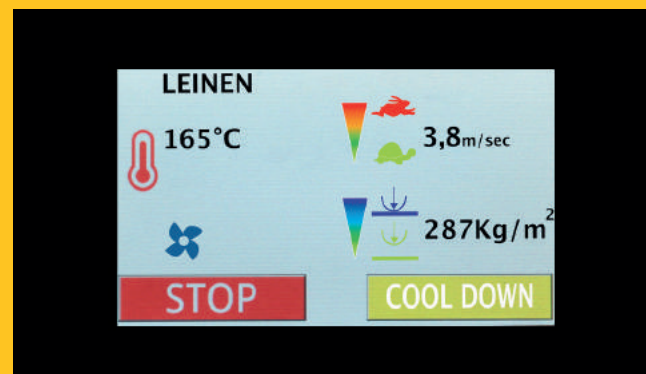 LEINEN
165°C
3,8m/sec
287Kg/m²
STOP
COOL DOWN